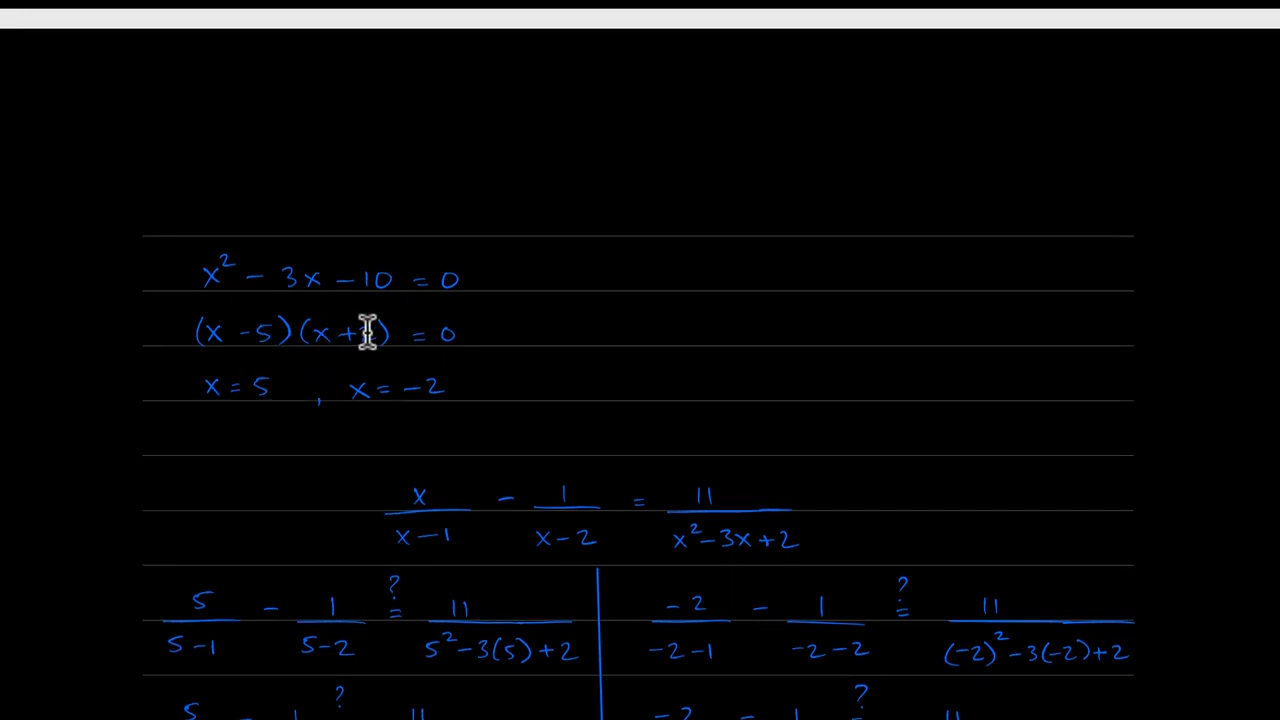 x² - 3x - 10 = 0
(x - 5)(x + ) = 0
x = 5 , x = -2
x/(x-1) - 1/(x-2) = 11/(x²-3x+2)
5/(5-1) - 1/(5-2) ?= 11/(5²-3(5)+2)
-2/(-2-1) - 1/(-2-2) ?= 11/((-2)²-3(-2)+2)